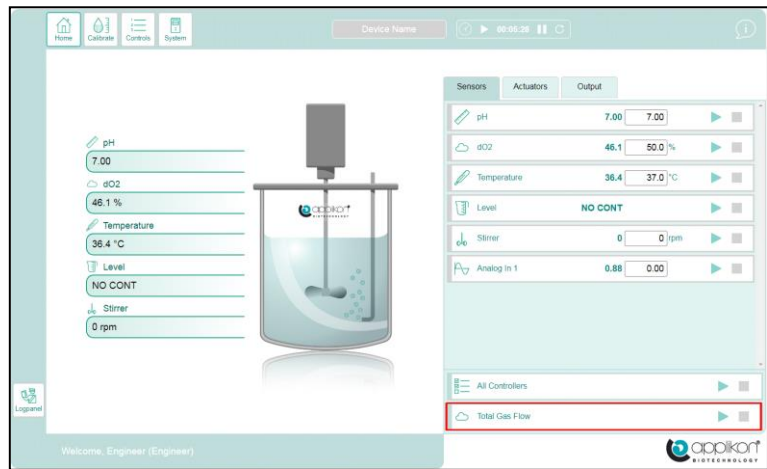 Home Calibrate Controls System
Device Name
00:05:28
Sensors Actuators Output
pH 7.00 7.00
dO2 46.1 50.0 %
Temperature 36.4 37.0 °C
Level NO CONT
Stirrer 0 0 rpm
Analog In 1 0.88 0.00
All Controllers
Total Gas Flow
pH
7.00
dO2
46.1 %
Temperature
36.4 °C
Level
NO CONT
Stirrer
0 rpm
applikon
BIOTECHNOLOGY
Logpanel
Welcome, Engineer (Engineer)
applikon
BIOTECHNOLOGY